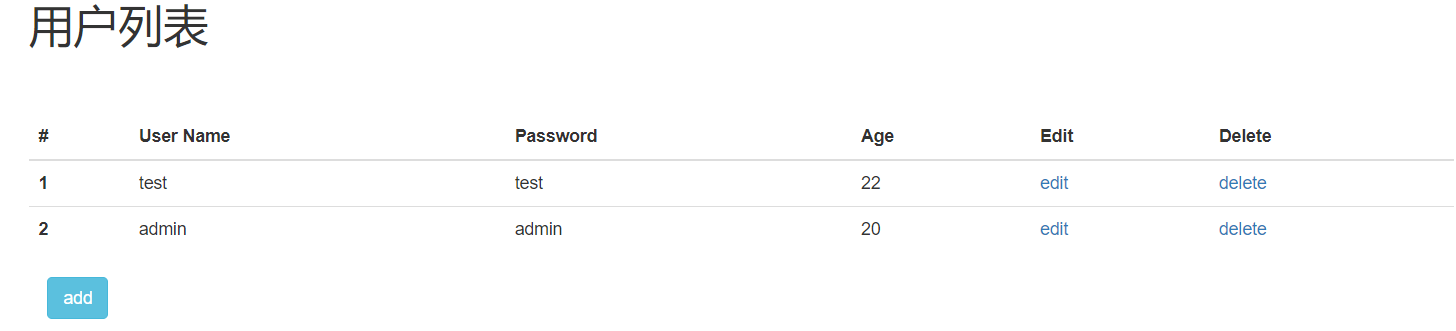 用户列表
# User Name Password Age Edit Delete
1 test test 22 edit delete
2 admin admin 20 edit delete
add